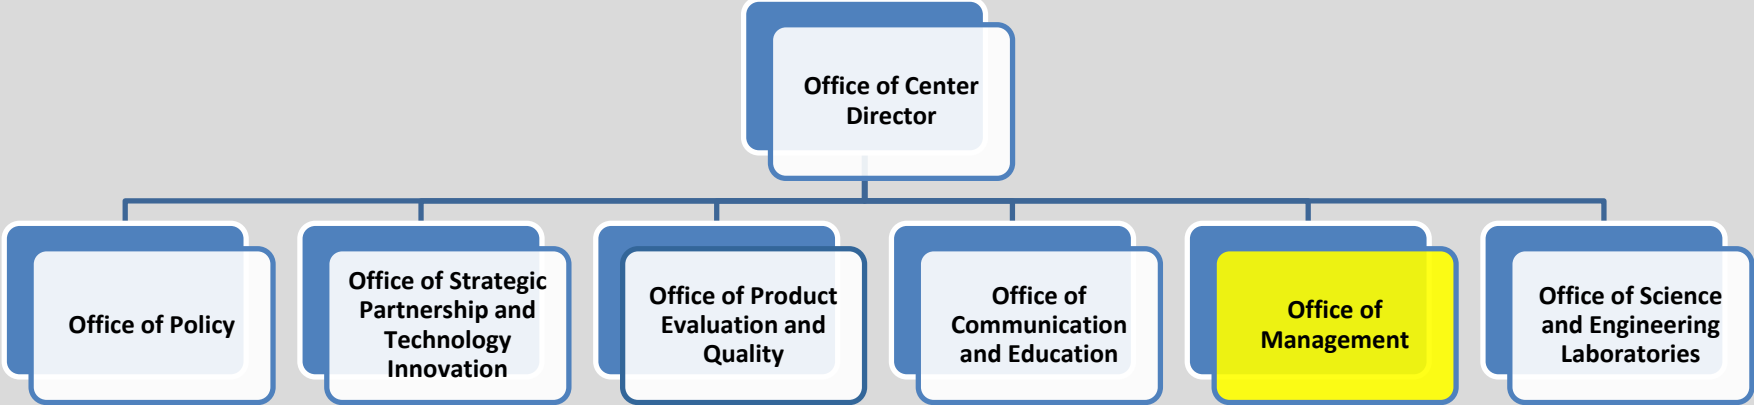 Office of Center
Director
Office of Policy
Office of Strategic
Partnership and
Technology
Innovation
Office of Product
Evaluation and
Quality
Office of
Communication
and Education
Office of
Management
Office of Science
and Engineering
Laboratories